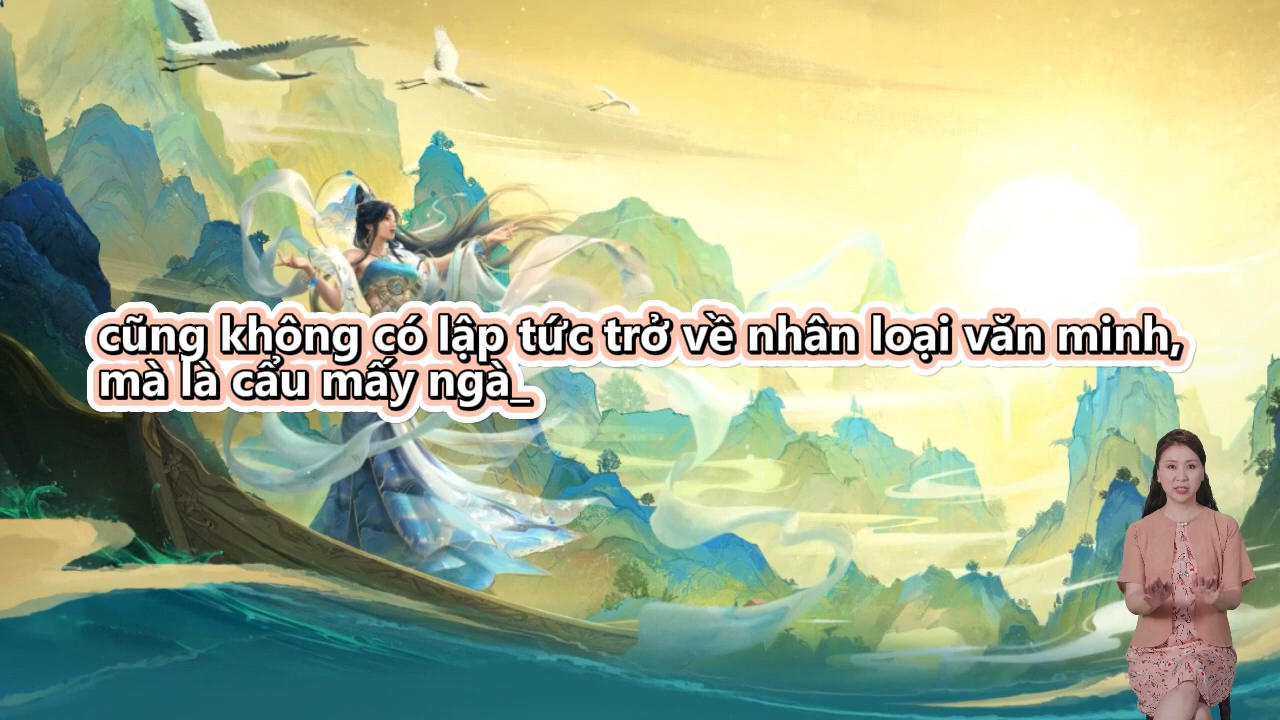 cũng không có lập tức trở về nhân loại văn minh,
mà là cẩu mấy ngà_